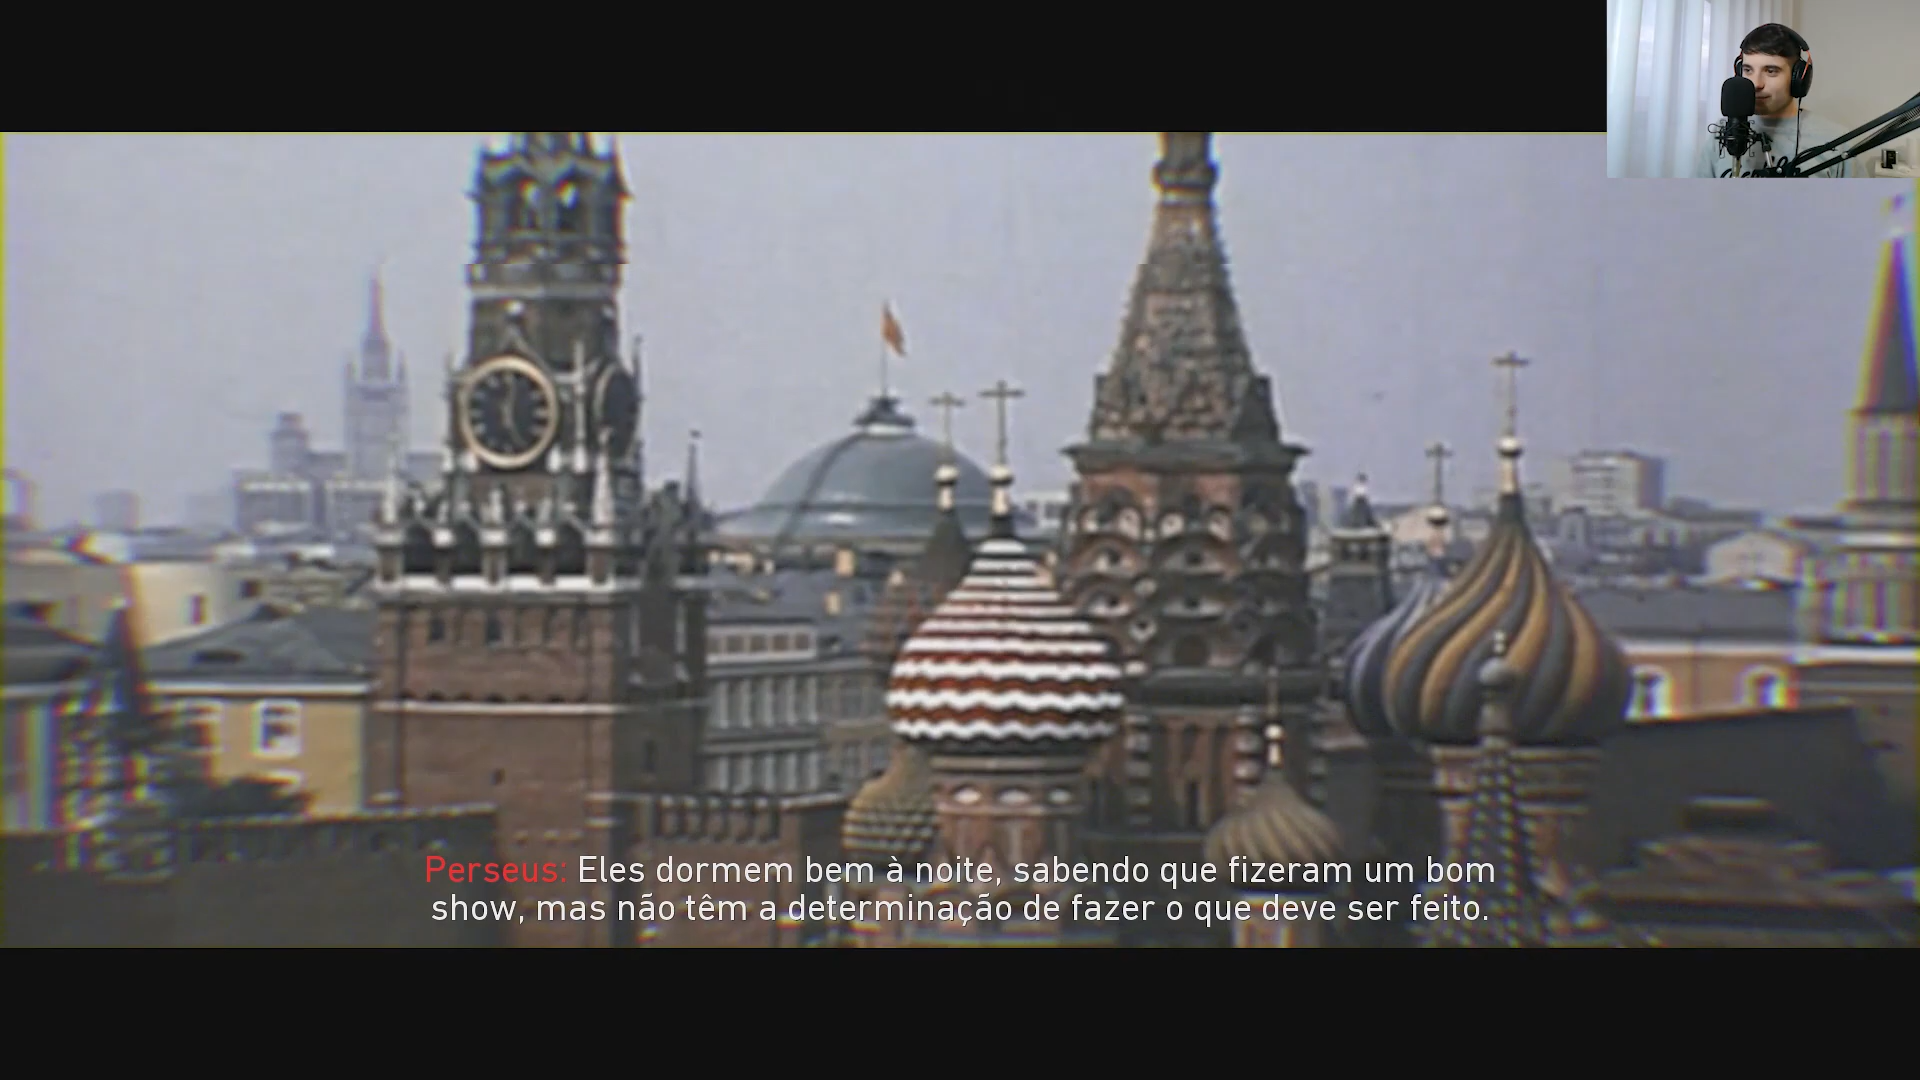 Perseus: Eles dormem bem à noite, sabendo que fizeram um bom
show, mas não têm a determinação de fazer o que deve ser feito.